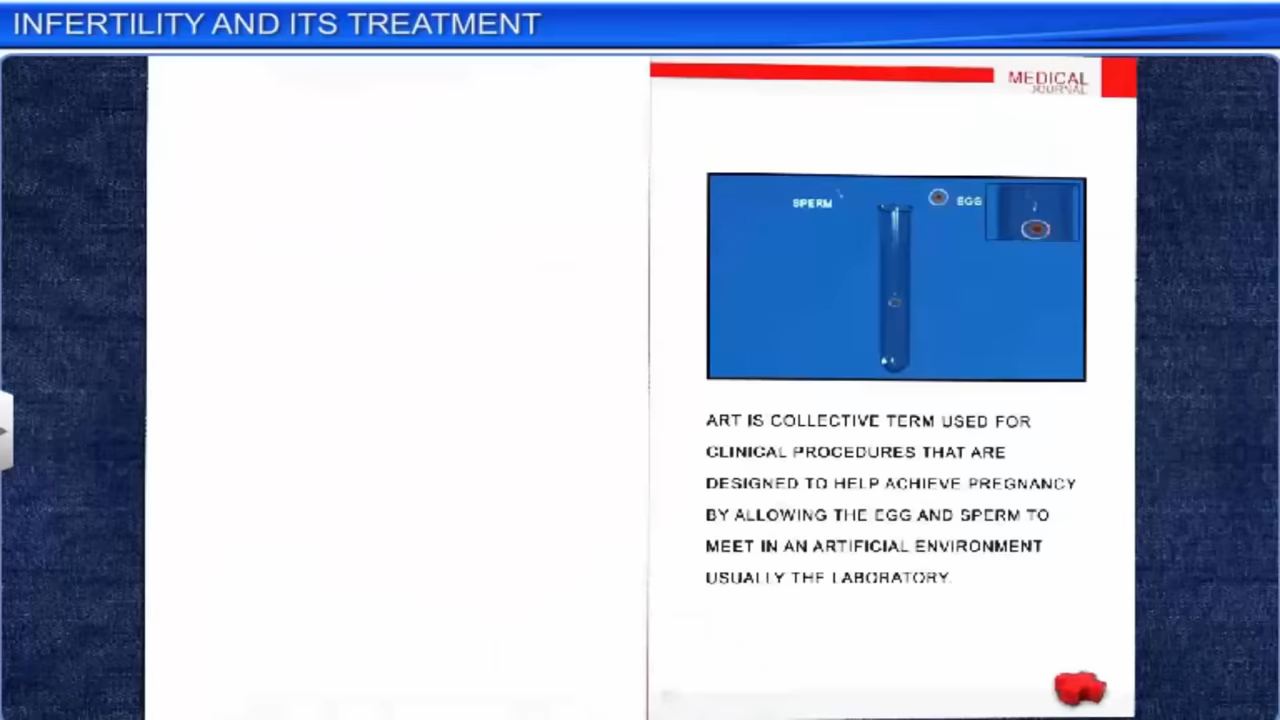 INFERTILITY AND ITS TREATMENT
MEDICAL
JOURNAL
SPERM
EGG
ART IS COLLECTIVE TERM USED FOR
CLINICAL PROCEDURES THAT ARE
DESIGNED TO HELP ACHIEVE PREGNANCY
BY ALLOWING THE EGG AND SPERM TO
MEET IN AN ARTIFICIAL ENVIRONMENT
USUALLY THE LABORATORY.